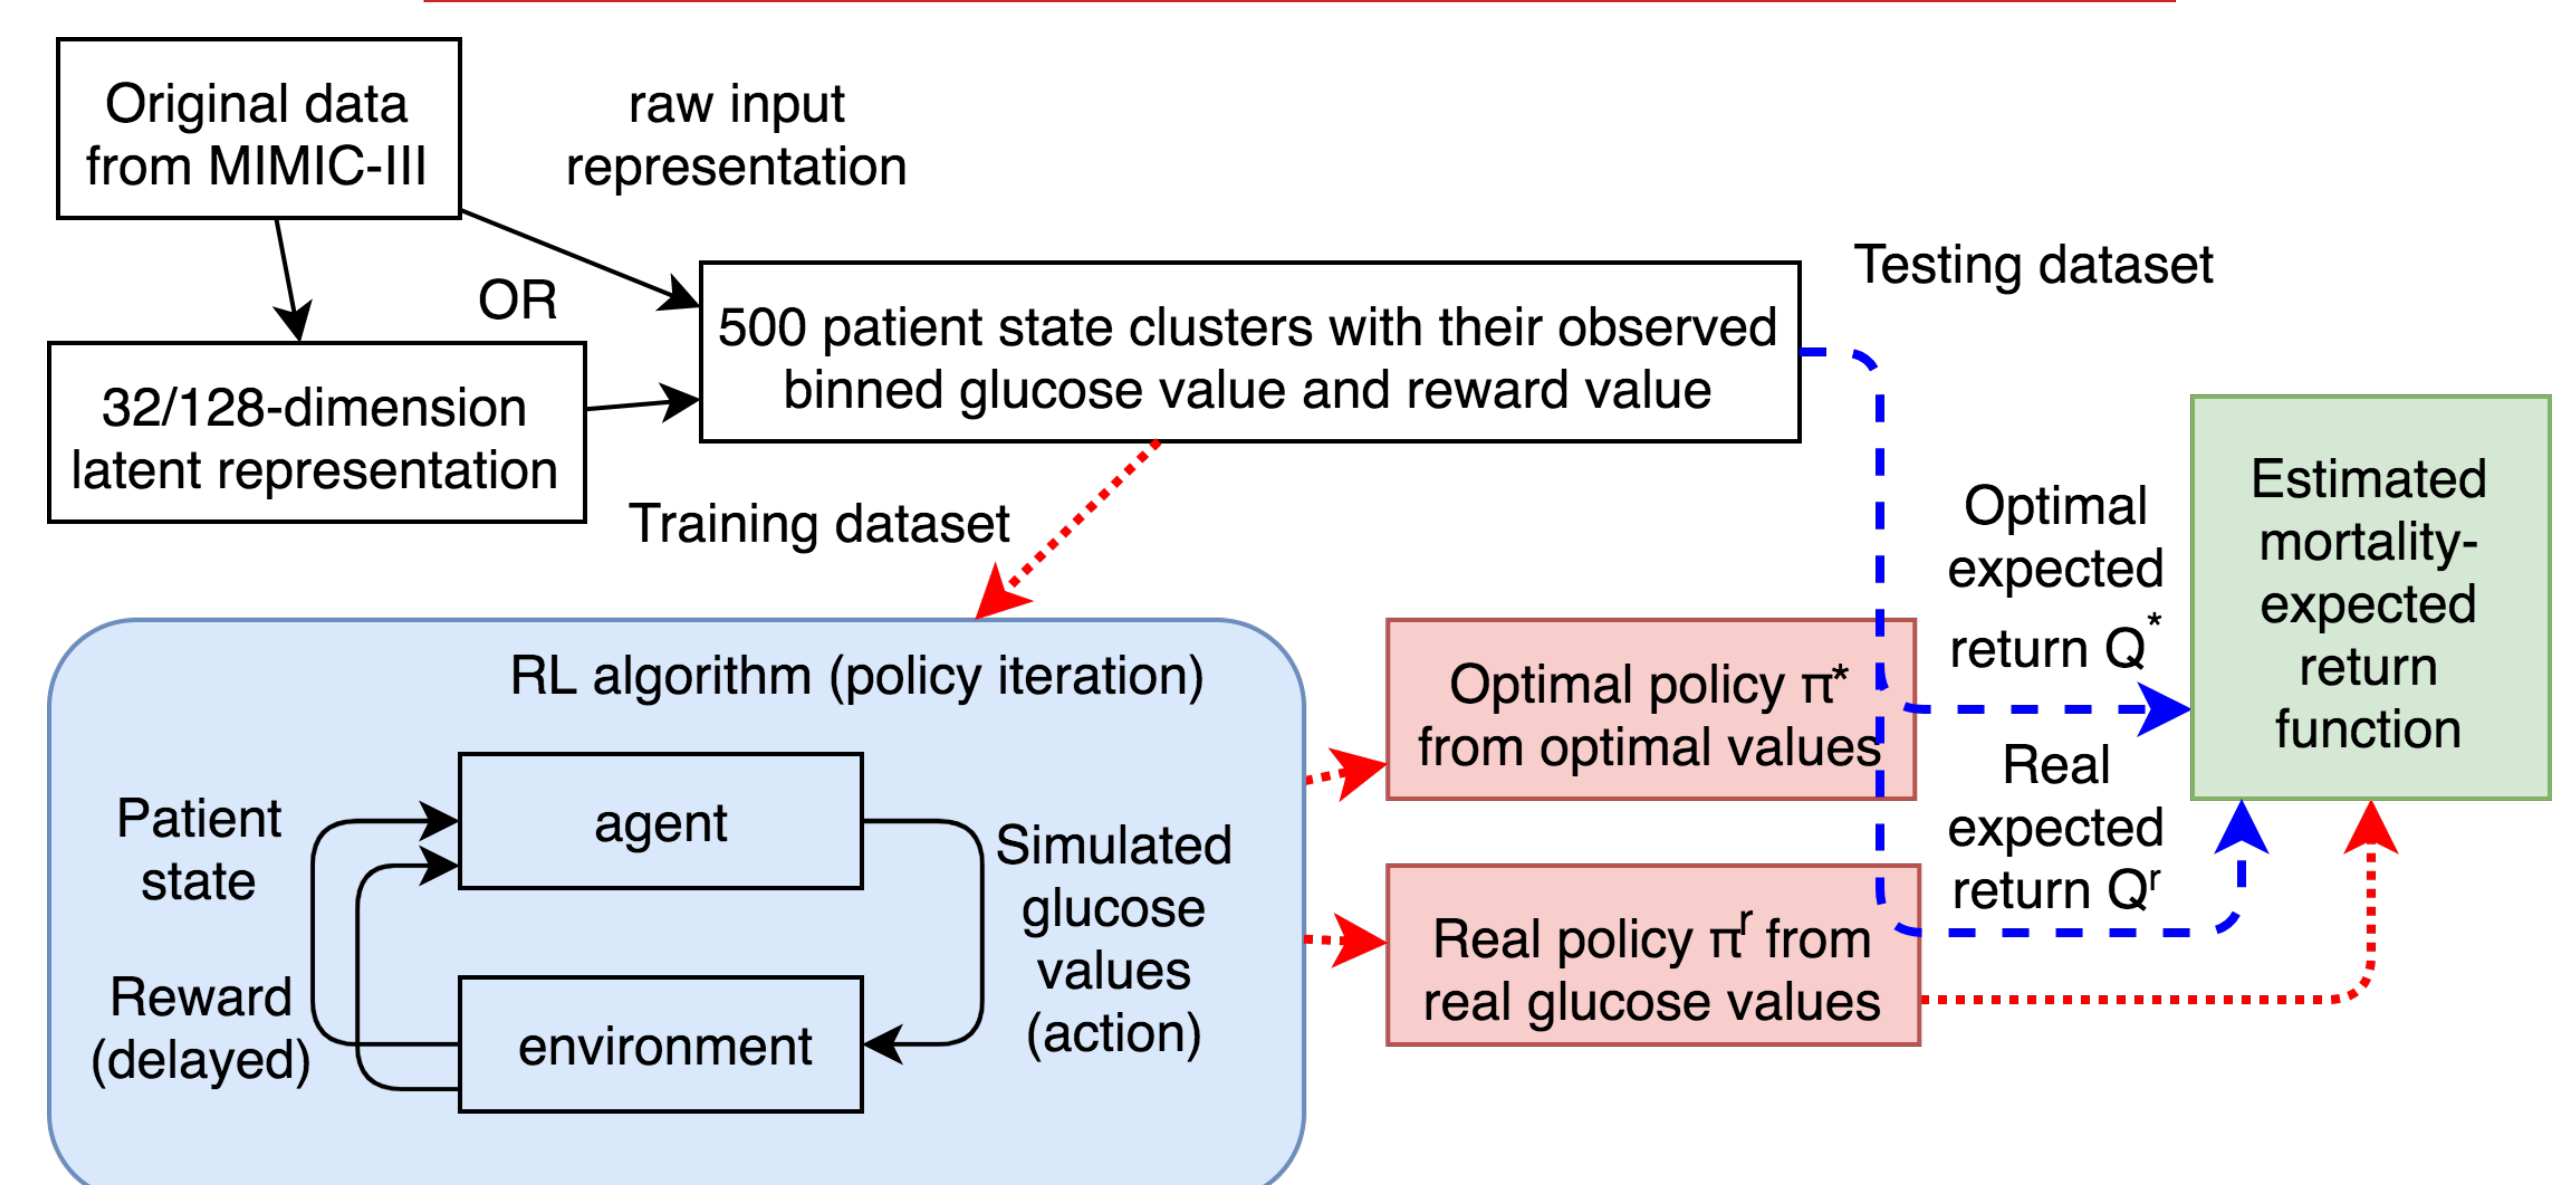 Original data
from MIMIC-III
raw input
representation
OR
32/128-dimension
latent representation
500 patient state clusters with their observed
binned glucose value and reward value
Testing dataset
Training dataset
RL algorithm (policy iteration)
Patient
state
Reward
(delayed)
agent
environment
Simulated
glucose
values
(action)
Optimal policy π*
from optimal values
Real policy πʳ from
real glucose values
Optimal
expected
return Q*
Real
expected
return Qʳ
Estimated
mortality-
expected
return
function